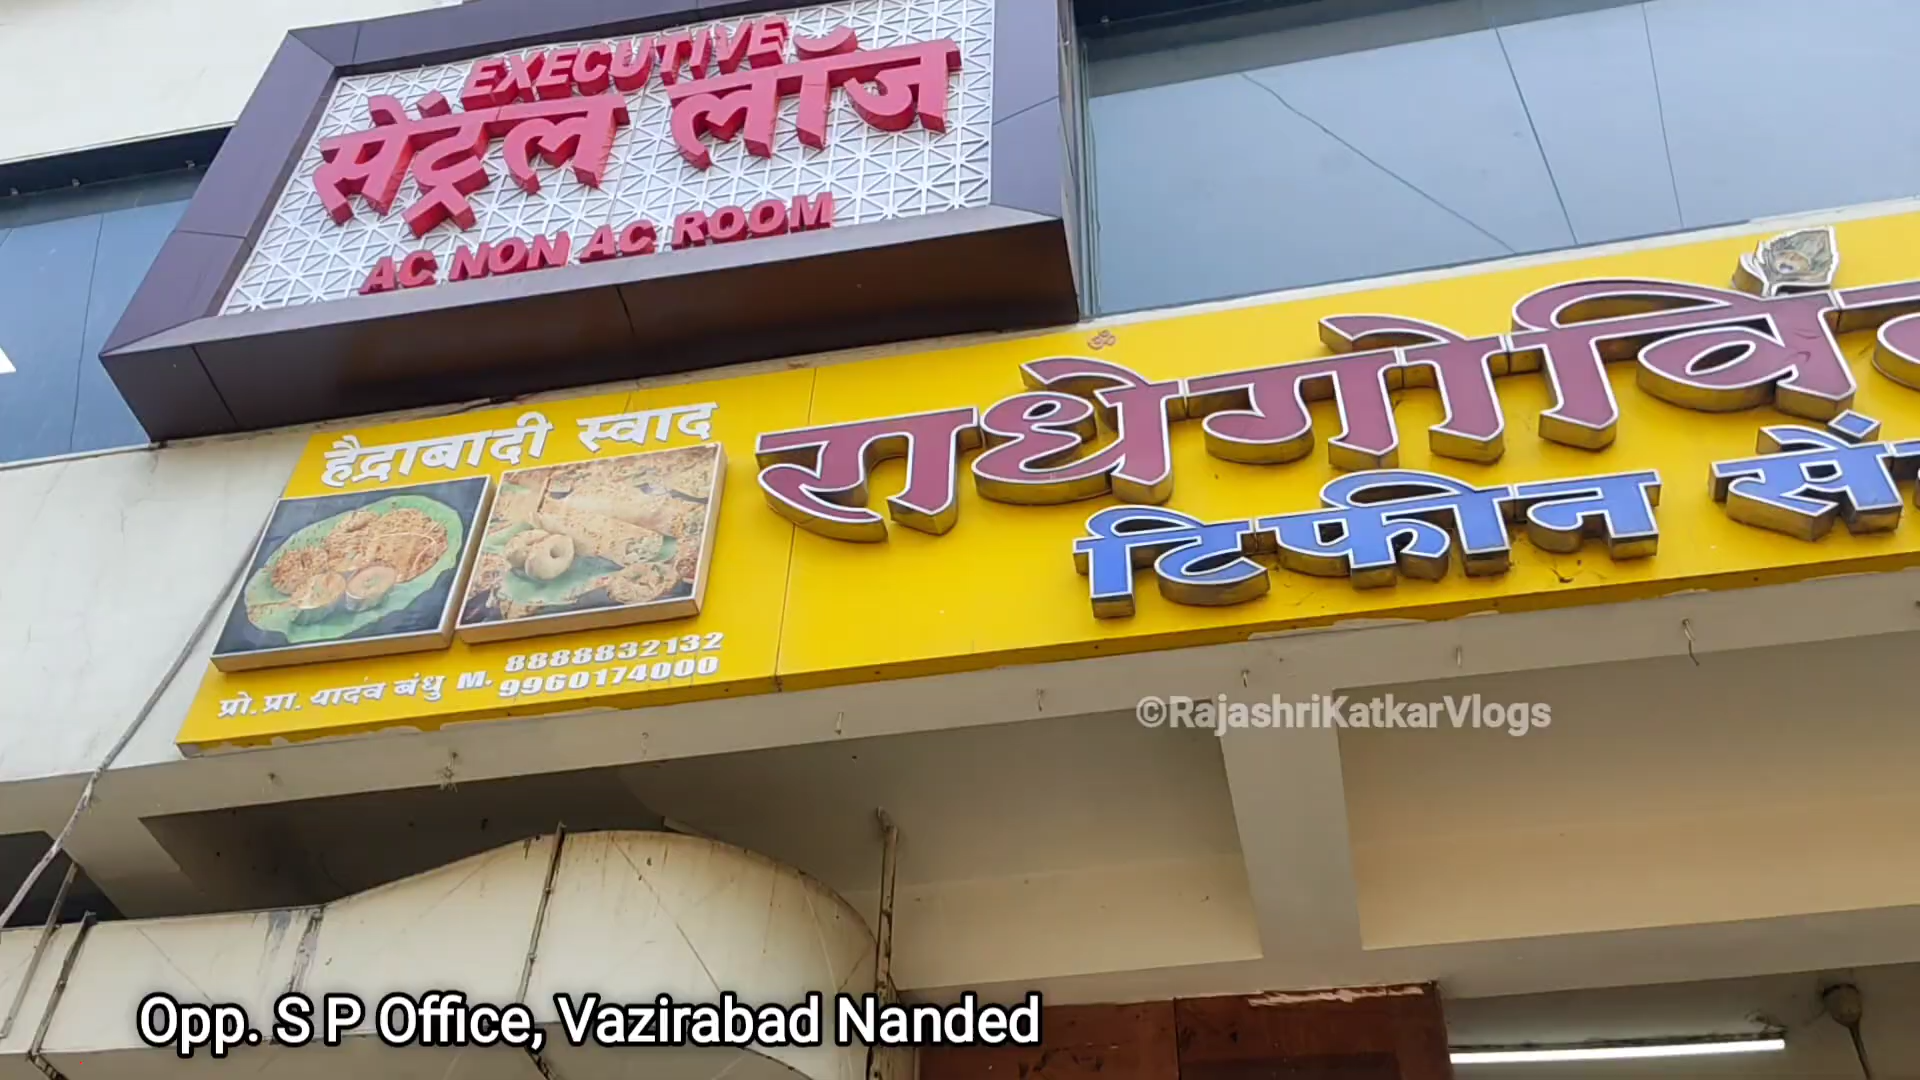 EXECUTIVE
सेंट्रल लॉज
AC NON AC ROOM
हैद्राबादी स्वाद
ॐ
टिफीन
प्रो. प्रा. यादव बंधु M. 8888832132
9960174000
©RajashriKatkarVlogs
Opp. S P Office, Vazirabad Nanded